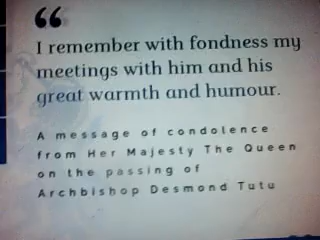 “
I remember with fondness my
meetings with him and his
great warmth and humour.
A message of condolence
from Her Majesty The Queen
on the passing of
Archbishop Desmond Tutu